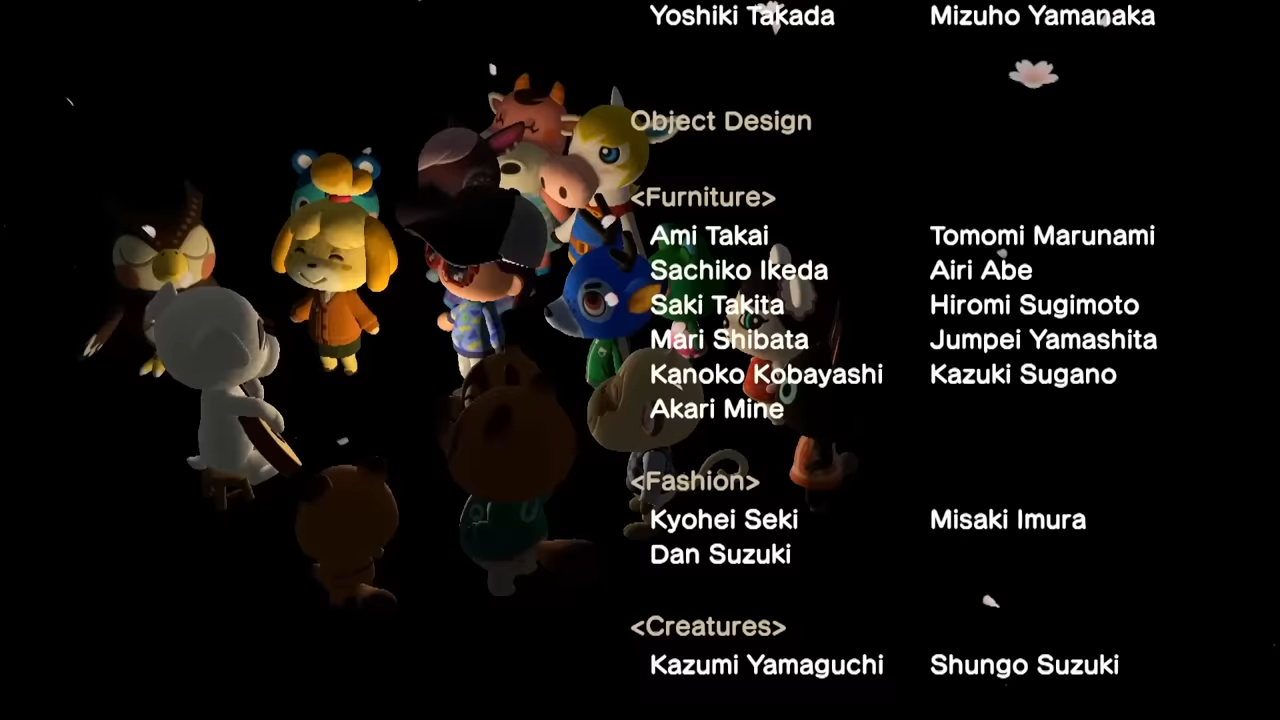 Yoshiki Takada Mizuho Yamanaka
Object Design
<Furniture>
Ami Takai Tomomi Marunami
Sachiko Ikeda Airi Abe
Saki Takita Hiromi Sugimoto
Mari Shibata Jumpei Yamashita
Kanoko Kobayashi Kazuki Sugano
Akari Mine
<Fashion>
Kyohei Seki Misaki Imura
Dan Suzuki
<Creatures>
Kazumi Yamaguchi Shungo Suzuki